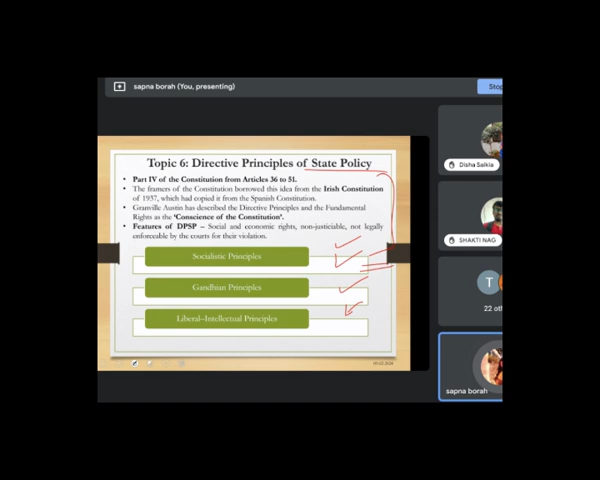 sapna borah (You, presenting)
Stop
Topic 6: Directive Principles of State Policy
• Part IV of the Constitution from Articles 36 to 51.
• The framers of the Constitution borrowed this idea from the Irish Constitution
of 1937, which had copied it from the Spanish Constitution.
• Granville Austin has described the Directive Principles and the Fundamental
Rights as the 'Conscience of the Constitution'.
• Features of DPSP – Social and economic rights, non-justiciable, not legally
enforceable by the courts for their violation.
Socialistic Principles
Gandhian Principles
Liberal–Intellectual Principles
Disha Saikia
SHAKTI NAG
T
22 oth
sapna borah